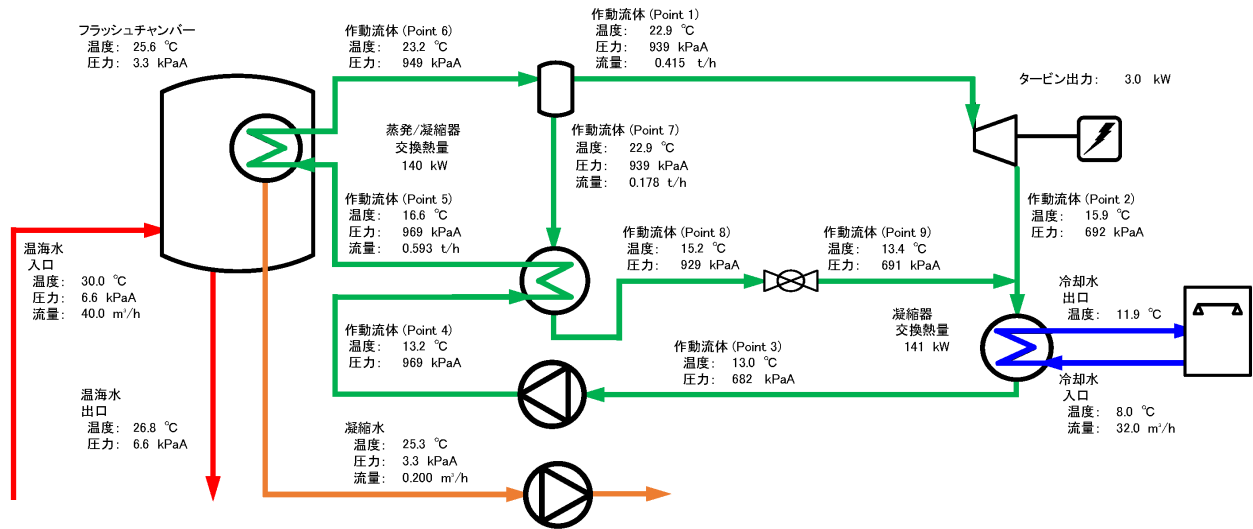 フラッシュチャンバー
温度： 25.6 ℃
圧力： 3.3 kPaA
作動流体 (Point 6)
温度： 23.2 ℃
圧力： 949 kPaA
作動流体 (Point 1)
温度： 22.9 ℃
圧力： 939 kPaA
流量： 0.415 t/h
タービン出力： 3.0 kW
蒸発/凝縮器
交換熱量
140 kW
作動流体 (Point 7)
温度： 22.9 ℃
圧力： 939 kPaA
流量： 0.178 t/h
作動流体 (Point 5)
温度： 16.6 ℃
圧力： 969 kPaA
流量： 0.593 t/h
作動流体 (Point 2)
温度： 15.9 ℃
圧力： 692 kPaA
作動流体 (Point 8)
温度： 15.2 ℃
圧力： 929 kPaA
作動流体 (Point 9)
温度： 13.4 ℃
圧力： 691 kPaA
温海水
入口
温度： 30.0 ℃
圧力： 6.6 kPaA
流量： 40.0 m³/h
冷却水
出口
温度： 11.9 ℃
凝縮器
交換熱量
141 kW
作動流体 (Point 4)
温度： 13.2 ℃
圧力： 969 kPaA
作動流体 (Point 3)
温度： 13.0 ℃
圧力： 682 kPaA
冷却水
入口
温度： 8.0 ℃
流量： 32.0 m³/h
温海水
出口
温度： 26.8 ℃
圧力： 6.6 kPaA
凝縮水
温度： 25.3 ℃
圧力： 3.3 kPaA
流量： 0.200 m³/h